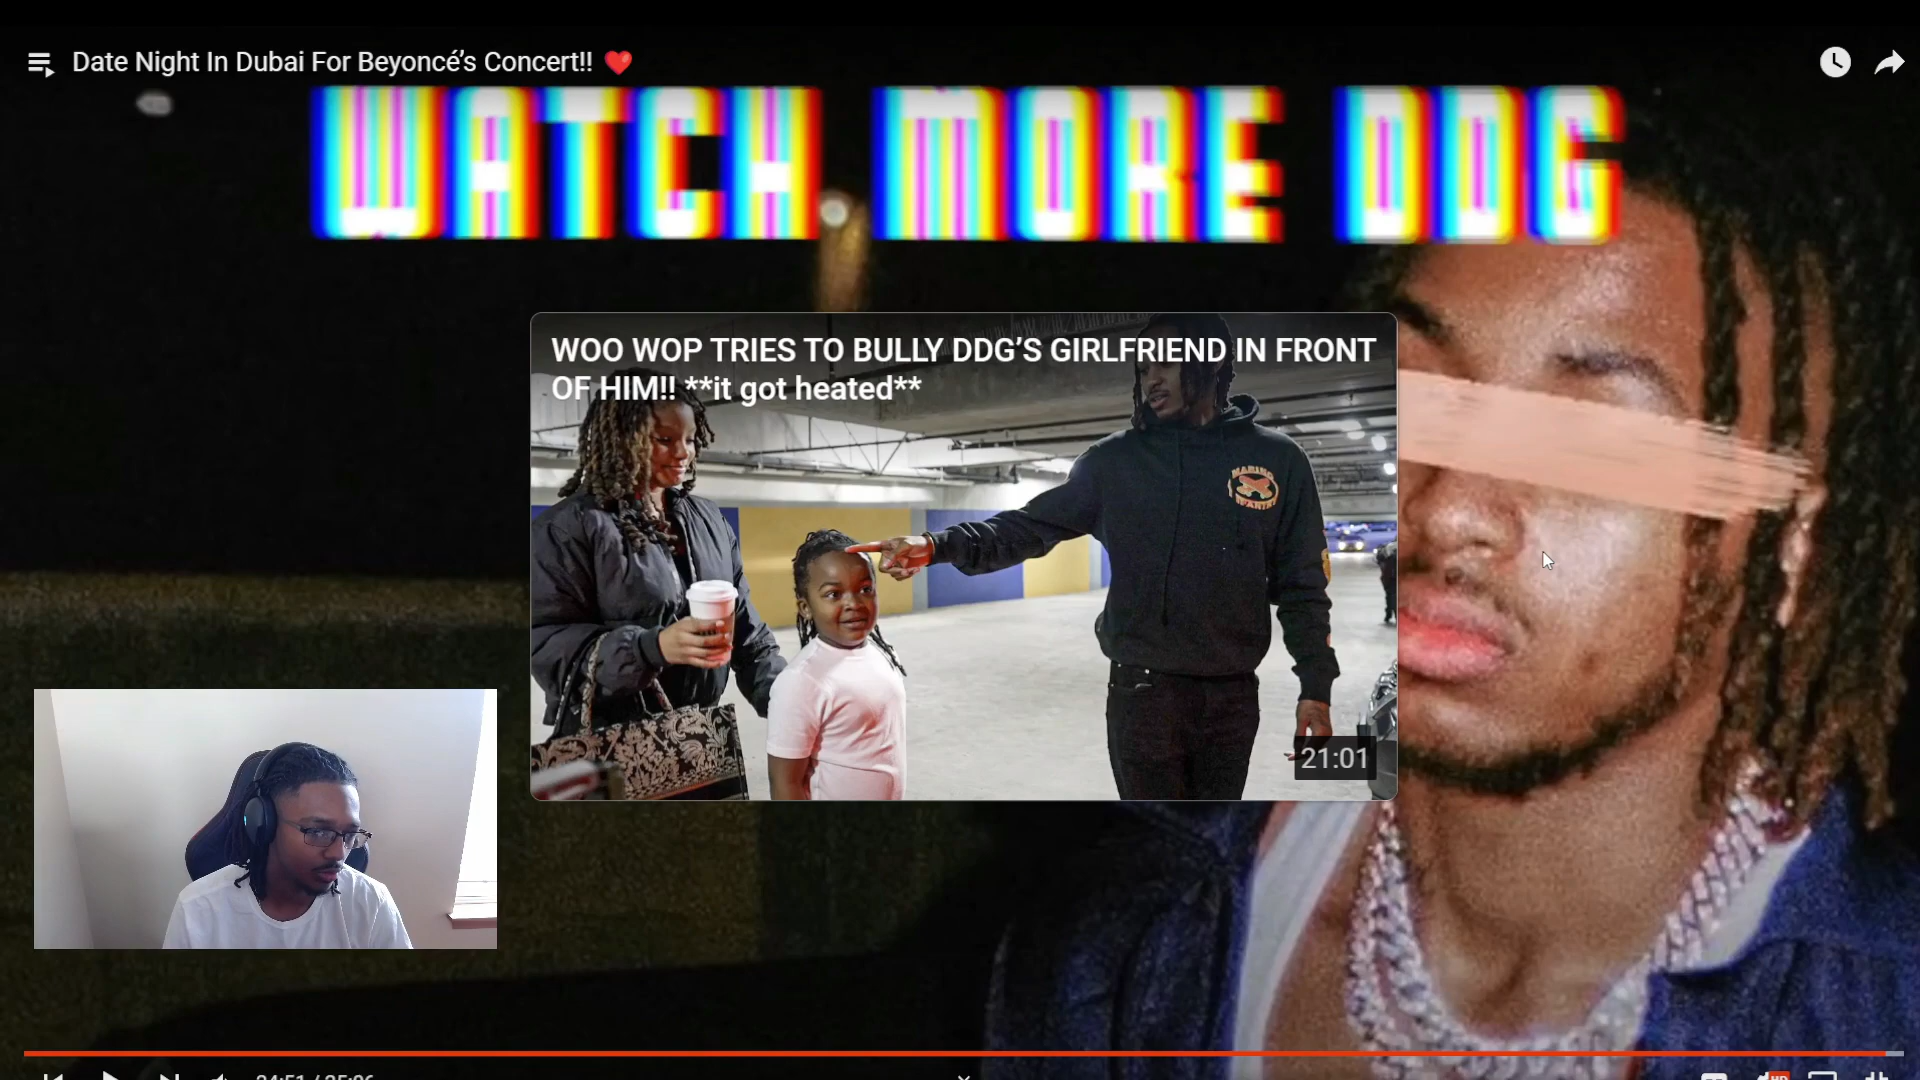 Date Night In Dubai For Beyoncé's Concert!! ❤️
WATCH MORE DDG
WOO WOP TRIES TO BULLY DDG'S GIRLFRIEND IN FRONT
OF HIM!! **it got heated**
21:01
HD